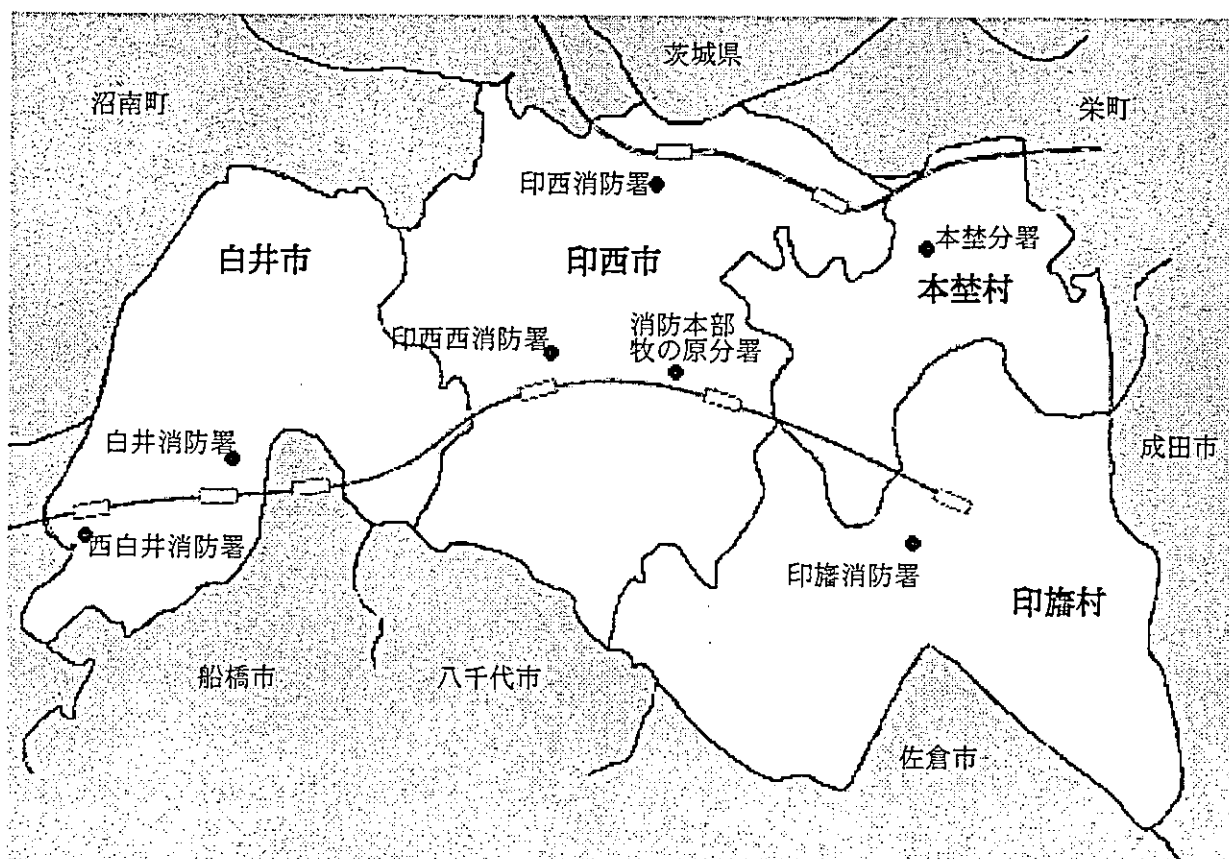 茨城県
沼南町
栄町
印西消防署
本埜分署
白井市
印西市
本埜村
印西西消防署
消防本部
牧の原分署
白井消防署
成田市
西白井消防署
印旛消防署
印旛村
船橋市
八千代市
佐倉市